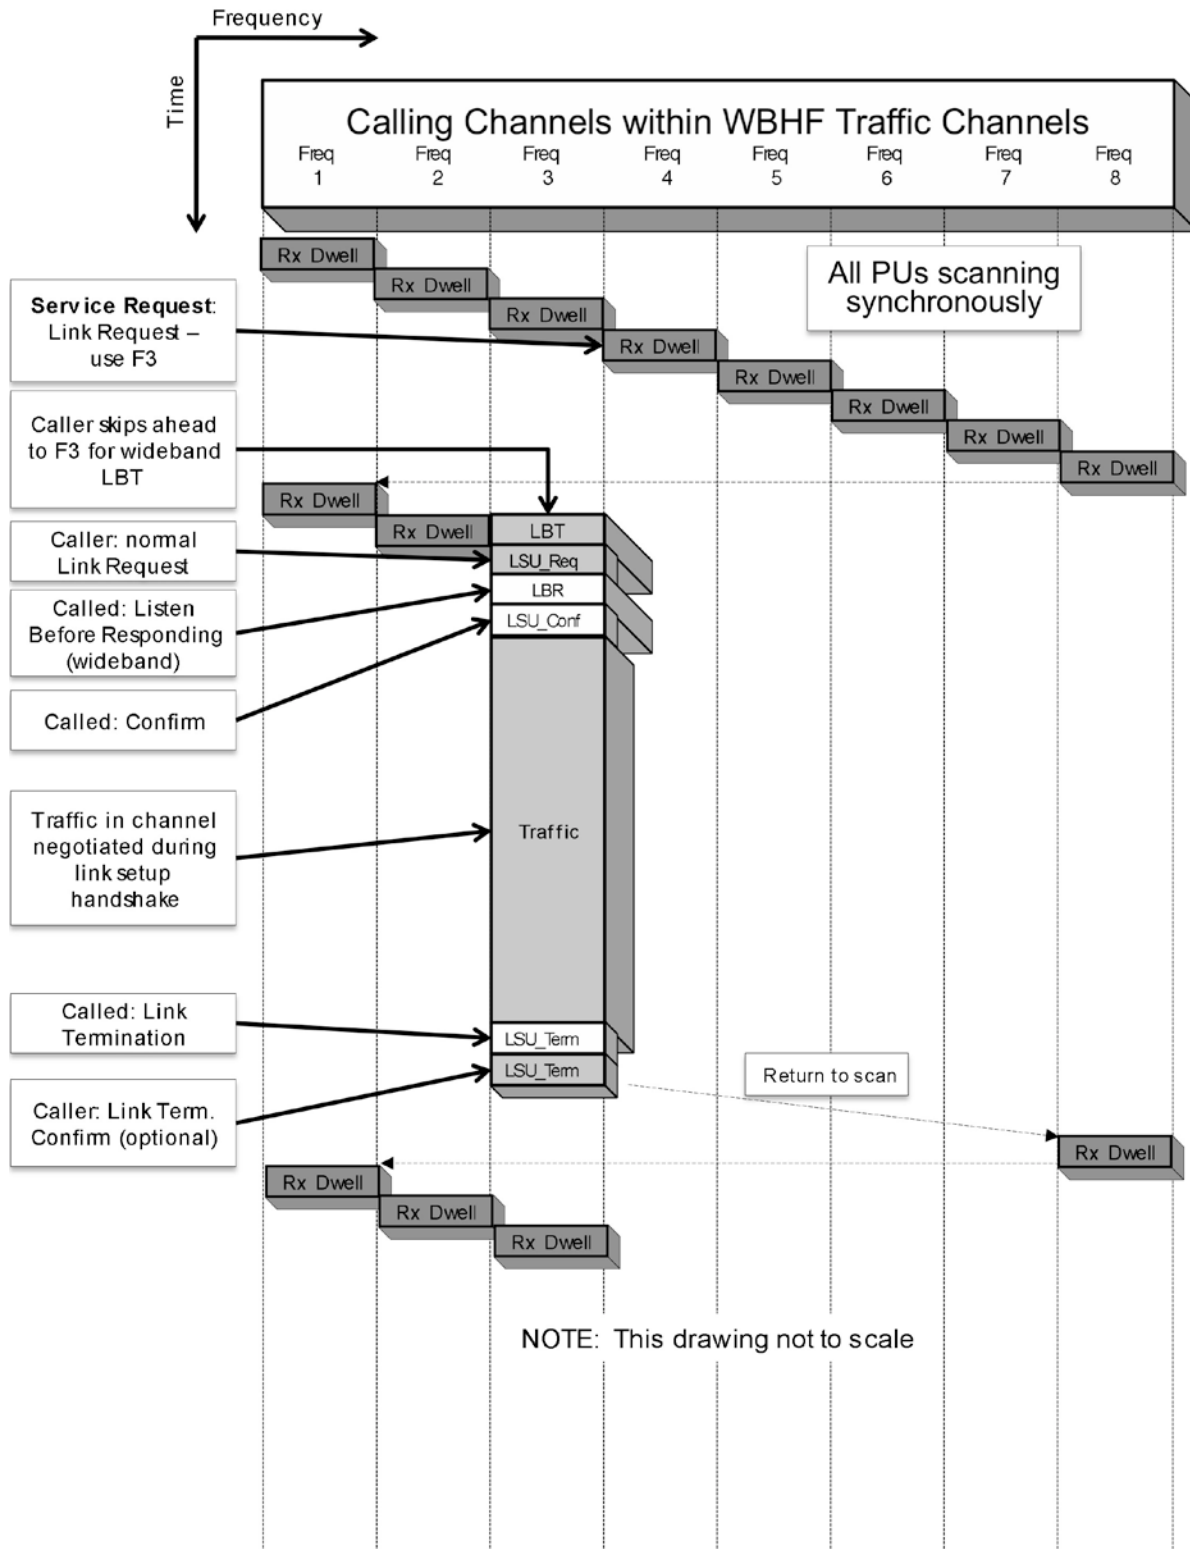 Frequency
Time
Calling Channels within WBHF Traffic Channels
Freq Freq Freq Freq Freq Freq Freq Freq
1 2 3 4 5 6 7 8
Rx Dwell
Rx Dwell
Rx Dwell
Rx Dwell
Rx Dwell
Rx Dwell
Rx Dwell
Rx Dwell
All PUs scanning
synchronously
Service Request:
Link Request –
use F3
Caller skips ahead
to F3 for wideband
LBT
Rx Dwell
Rx Dwell
LBT
Caller: normal
Link Request
LSU_Req
Called: Listen
Before Responding
(wideband)
LBR
LSU_Conf
Called: Confirm
Traffic in channel
negotiated during
link setup
handshake
Traffic
Called: Link
Termination
LSU_Term
LSU_Term
Return to scan
Caller: Link Term.
Confirm (optional)
Rx Dwell
Rx Dwell
Rx Dwell
Rx Dwell
NOTE: This drawing not to scale